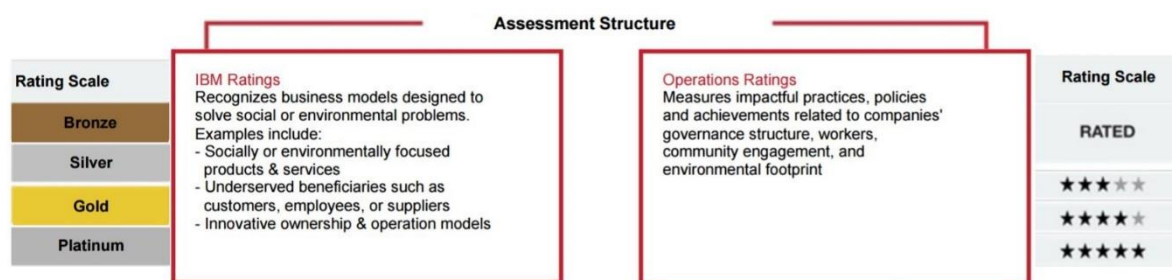 Assessment Structure
Rating Scale
Bronze
Silver
Gold
Platinum
IBM Ratings
Recognizes business models designed to
solve social or environmental problems.
Examples include:
- Socially or environmentally focused
products & services
- Underserved beneficiaries such as
customers, employees, or suppliers
- Innovative ownership & operation models
Operations Ratings
Measures impactful practices, policies
and achievements related to companies'
governance structure, workers,
community engagement, and
environmental footprint
Rating Scale
RATED
★★★★★
★★★★★
★★★★★